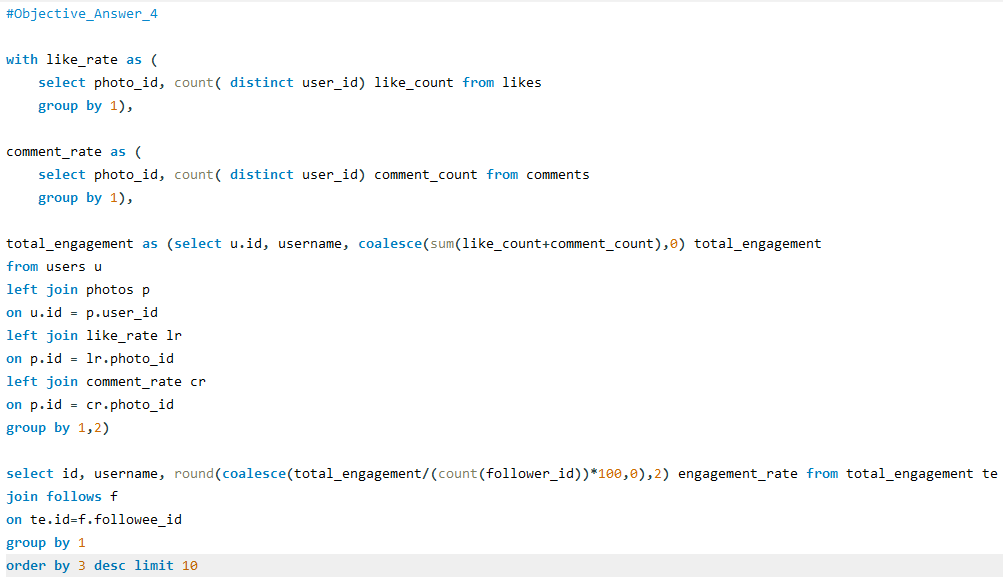 #Objective_Answer_4
with like_rate as (
select photo_id, count( distinct user_id) like_count from likes
group by 1),
comment_rate as (
select photo_id, count( distinct user_id) comment_count from comments
group by 1),
total_engagement as (select u.id, username, coalesce(sum(like_count+comment_count),0) total_engagement
from users u
left join photos p
on u.id = p.user_id
left join like_rate lr
on p.id = lr.photo_id
left join comment_rate cr
on p.id = cr.photo_id
group by 1,2)
select id, username, round(coalesce(total_engagement/(count(follower_id))*100,0),2) engagement_rate from total_engagement te
join follows f
on te.id=f.followee_id
group by 1
order by 3 desc limit 10